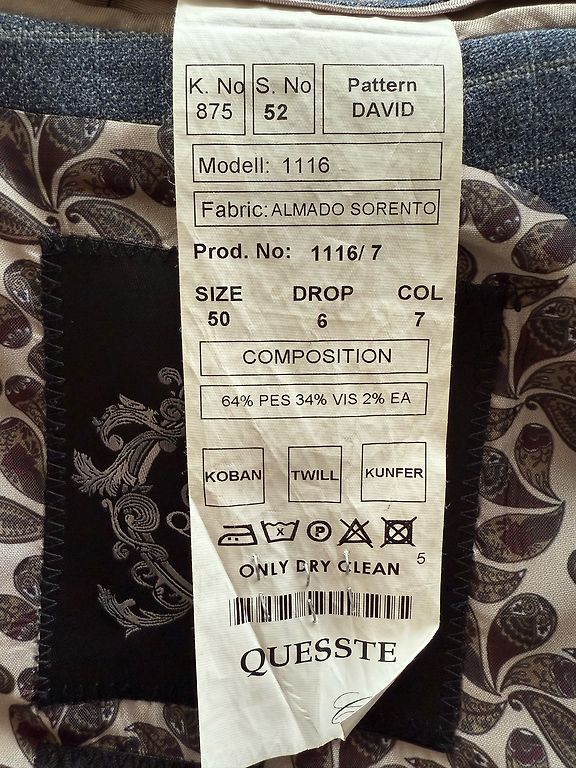 K. No S. No Pattern
875 52 DAVID
Modell: 1116
Fabric: ALMADO SORENTO
Prod. No: 1116/ 7
SIZE DROP COL
50 6 7
COMPOSITION
64% PES 34% VIS 2% EA
KOBAN TWILL KUNFER
P
5
ONLY DRY CLEAN
QUESSTE